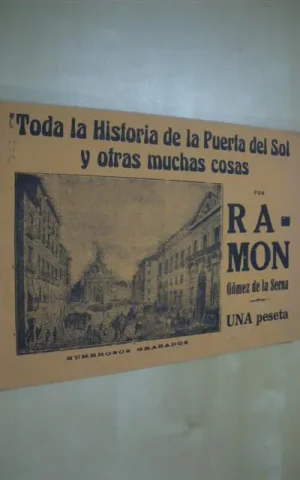 Toda la Historia de la Puerta del Sol
y otras muchas cosas
POR
RA-
MON
Gómez de la Serna
UNA peseta
NUMEROSOS GRABADOS